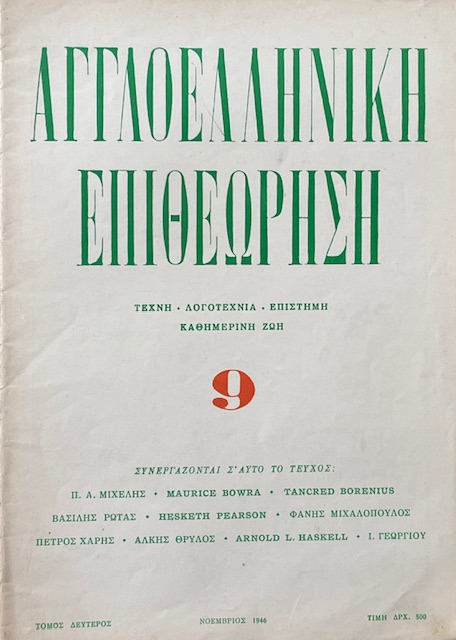 ΑΓΓΛΟΕΛΛΗΝΙΚΗ
ΕΠΙΘΕΩΡΗΣΗ
ΤΕΧΝΗ · ΛΟΓΟΤΕΧΝΙΑ · ΕΠΙΣΤΗΜΗ
ΚΑΘΗΜΕΡΙΝΗ ΖΩΗ
9
ΣΥΝΕΡΓΑΖΟΝΤΑΙ Σ'ΑΥΤΟ ΤΟ ΤΕΥΧΟΣ:
Π. Α. ΜΙΧΕΛΗΣ • MAURICE BOWRA • TANCRED BORENIUS
ΒΑΣΙΛΗΣ ΡΩΤΑΣ • HESKETH PEARSON • ΦΑΝΗΣ ΜΙΧΑΛΟΠΟΥΛΟΣ
ΠΕΤΡΟΣ ΧΑΡΗΣ • ΑΛΚΗΣ ΘΡΥΛΟΣ • ARNOLD L. HASKELL • Ι. ΓΕΩΡΓΙΟΥ
ΤΟΜΟΣ ΔΕΥΤΕΡΟΣ ΝΟΕΜΒΡΙΟΣ 1946 ΤΙΜΗ ΔΡΧ. 500